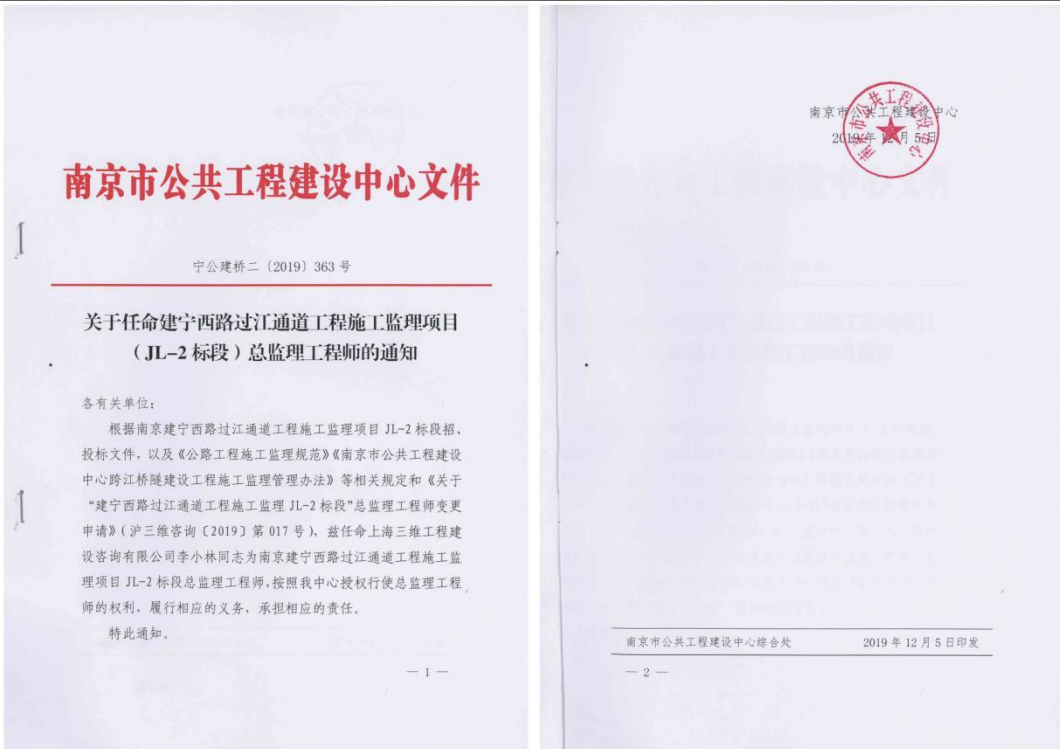 南京市公共工程建设中心文件
宁公建桥二〔2019〕363 号
关于任命建宁西路过江通道工程施工监理项目
（JL-2 标段）总监理工程师的通知
各有关单位：
根据南京建宁西路过江通道工程施工监理项目 JL-2 标段招、
投标文件，以及《公路工程施工监理规范》《南京市公共工程建设
中心跨江桥隧建设工程施工监理管理办法》等相关规定和《关于
“建宁西路过江通道工程施工监理 JL-2 标段”总监理工程师变更
申请》（沪三维咨询〔2019〕第 017 号），兹任命上海三维工程建
设咨询有限公司李小林同志为南京建宁西路过江通道工程施工监
理项目 JL-2 标段总监理工程师，按照我中心授权行使总监理工程
师的权利，履行相应的义务，承担相应的责任。
特此通知。
— 1 —
南京市公共工程建设中心
2019 年 12 月 5 日
南京市公共工程建设中心
南京市公共工程建设中心综合处 2019 年 12 月 5 日印发
— 2 —